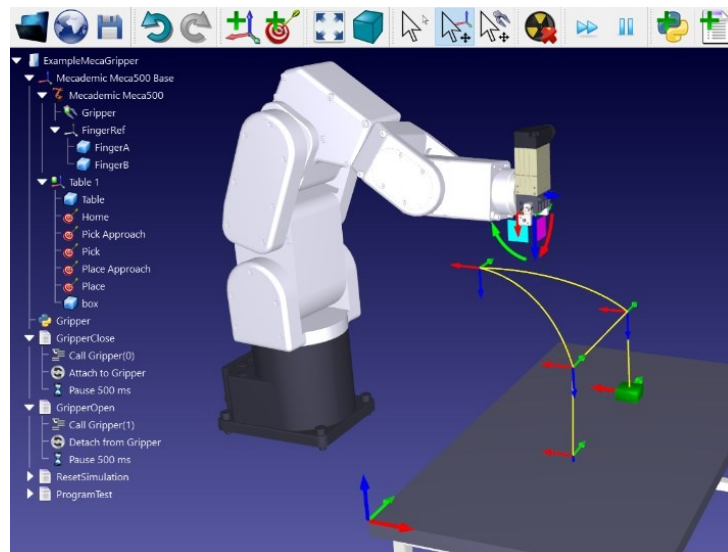 ExampleMecaGripper
Mecademic Meca500 Base
Mecademic Meca500
Gripper
FingerRef
FingerA
FingerB
Table 1
Table
Home
Pick Approach
Pick
Place Approach
Place
box
Gripper
GripperClose
Call Gripper(0)
Attach to Gripper
Pause 500 ms
GripperOpen
Call Gripper(1)
Detach from Gripper
Pause 500 ms
ResetSimulation
ProgramTest